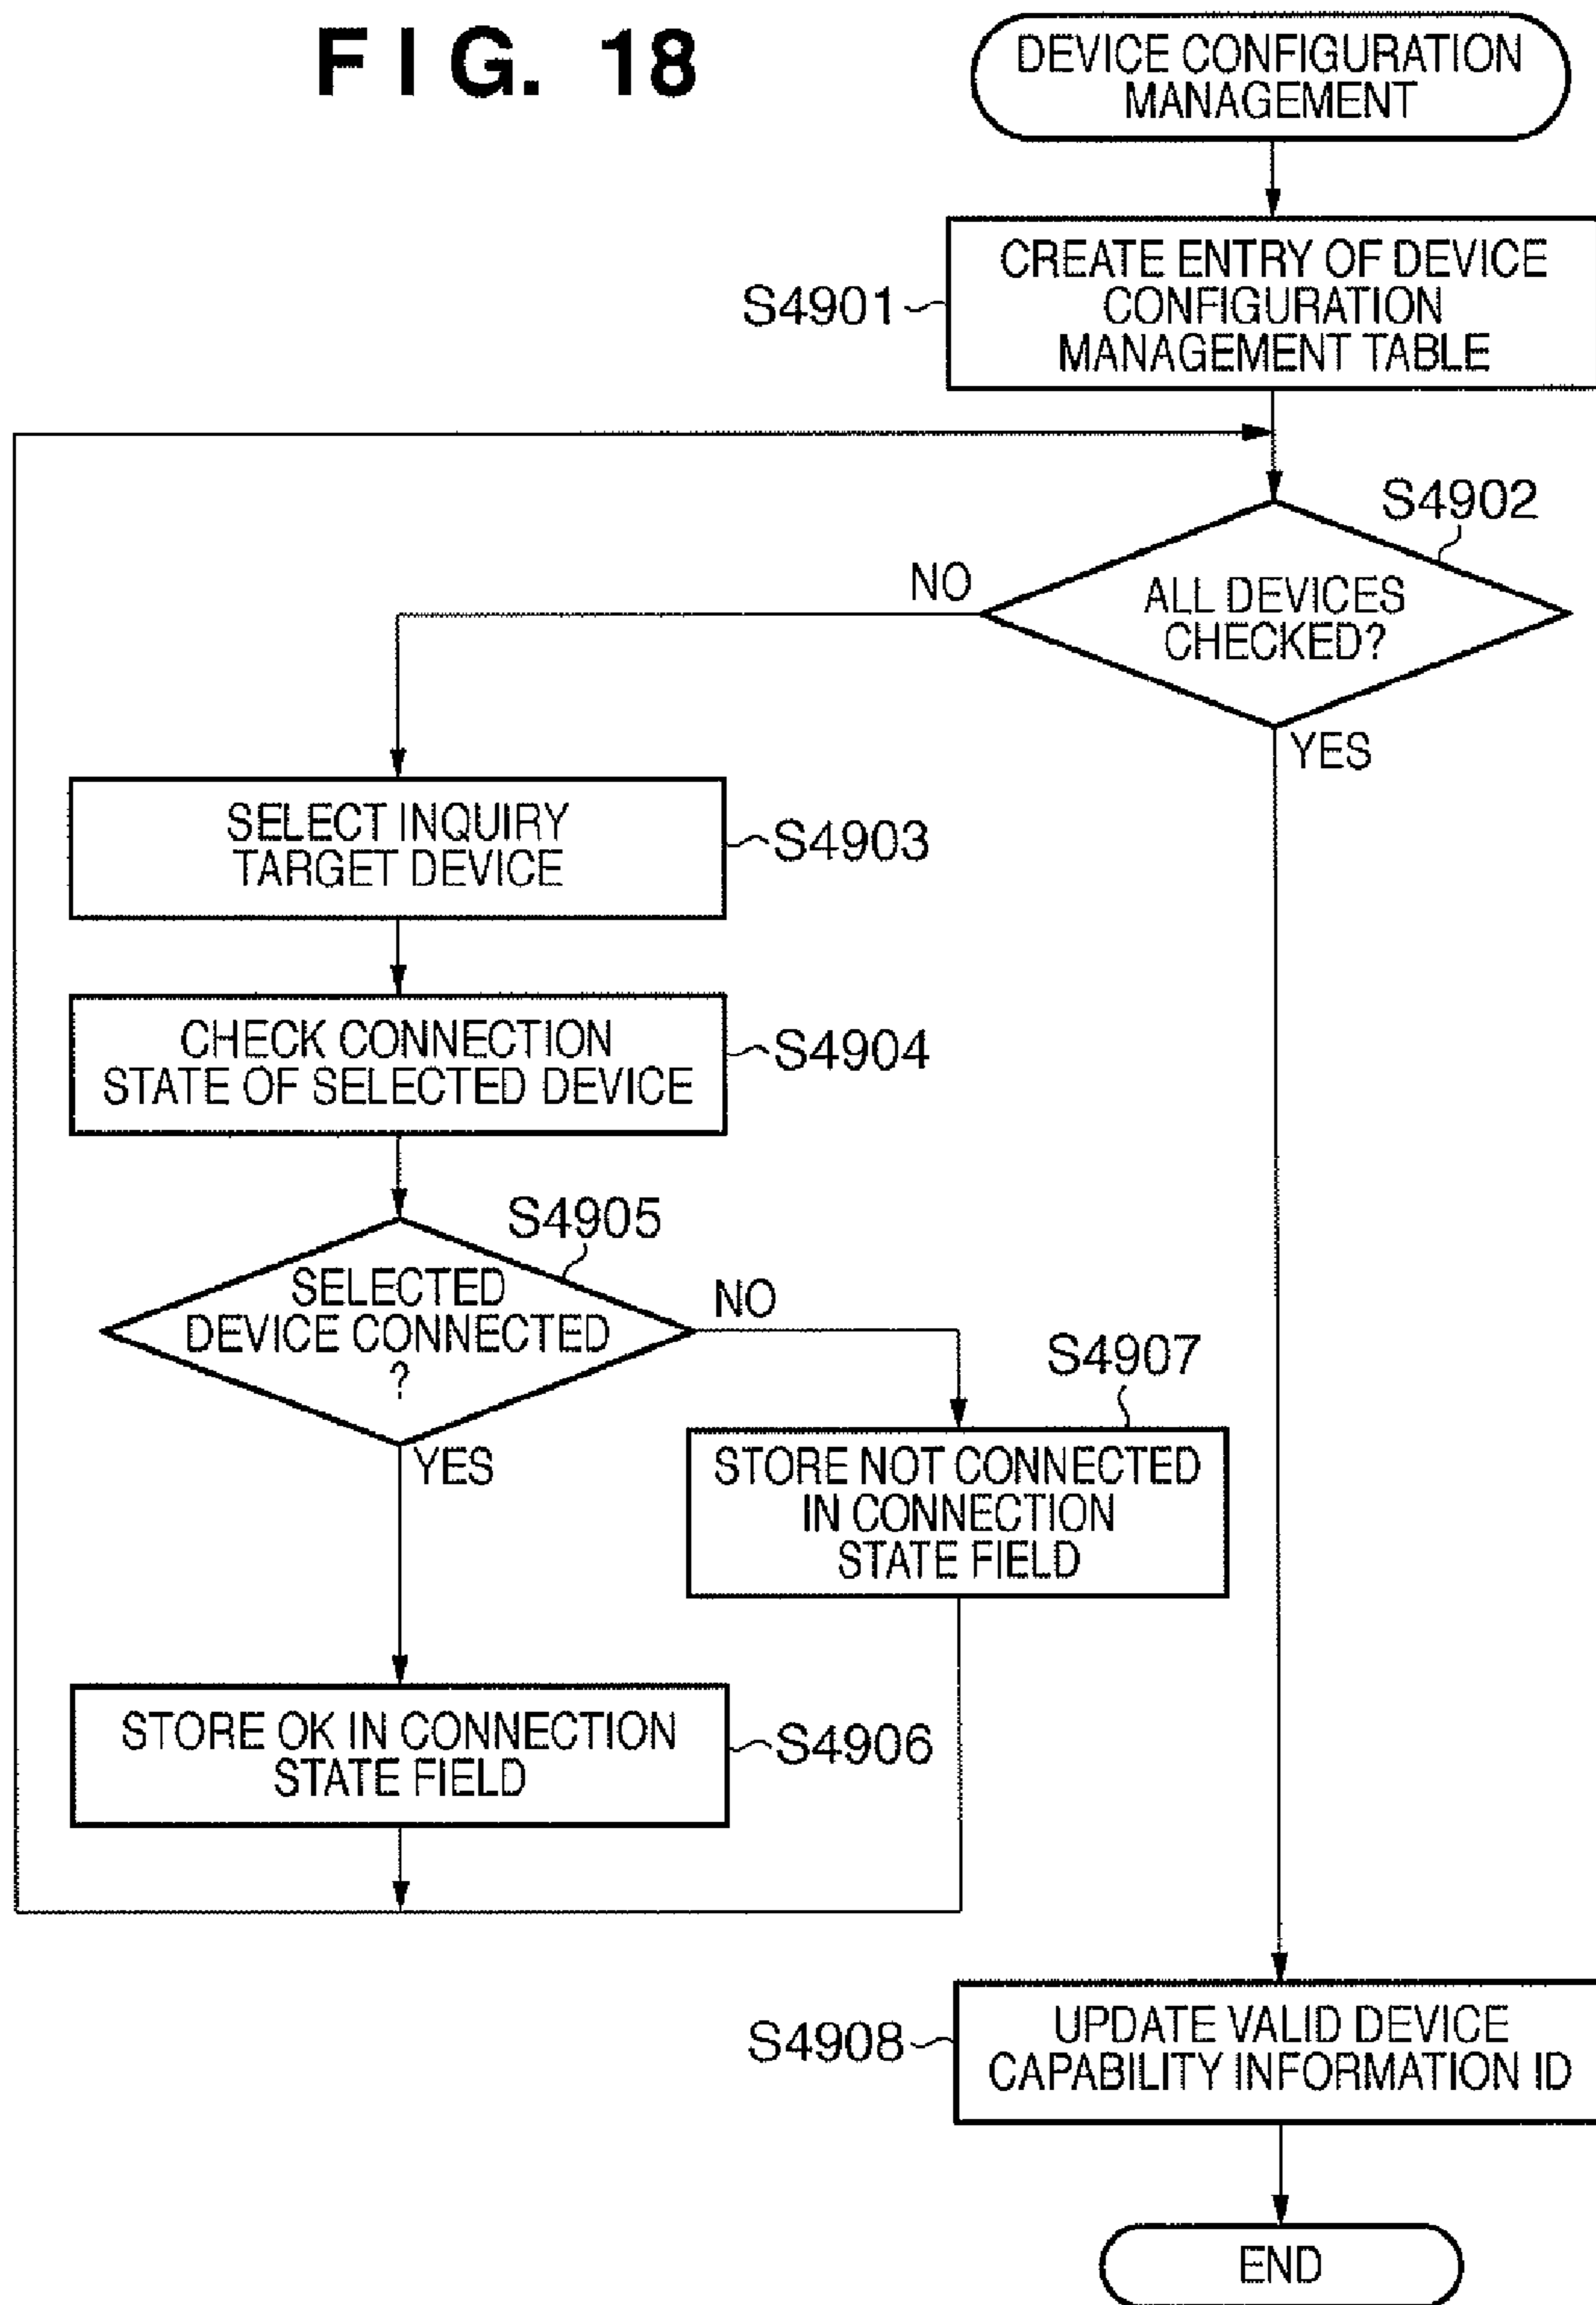 FIG. 18
DEVICE CONFIGURATION
MANAGEMENT
CREATE ENTRY OF DEVICE
CONFIGURATION
MANAGEMENT TABLE
S4901
S4902
ALL DEVICES
CHECKED?
NO
YES
SELECT INQUIRY
TARGET DEVICE
S4903
CHECK CONNECTION
STATE OF SELECTED DEVICE
S4904
S4905
SELECTED
DEVICE CONNECTED
?
NO
YES
S4907
STORE NOT CONNECTED
IN CONNECTION
STATE FIELD
STORE OK IN CONNECTION
STATE FIELD
S4906
S4908
UPDATE VALID DEVICE
CAPABILITY INFORMATION ID
END